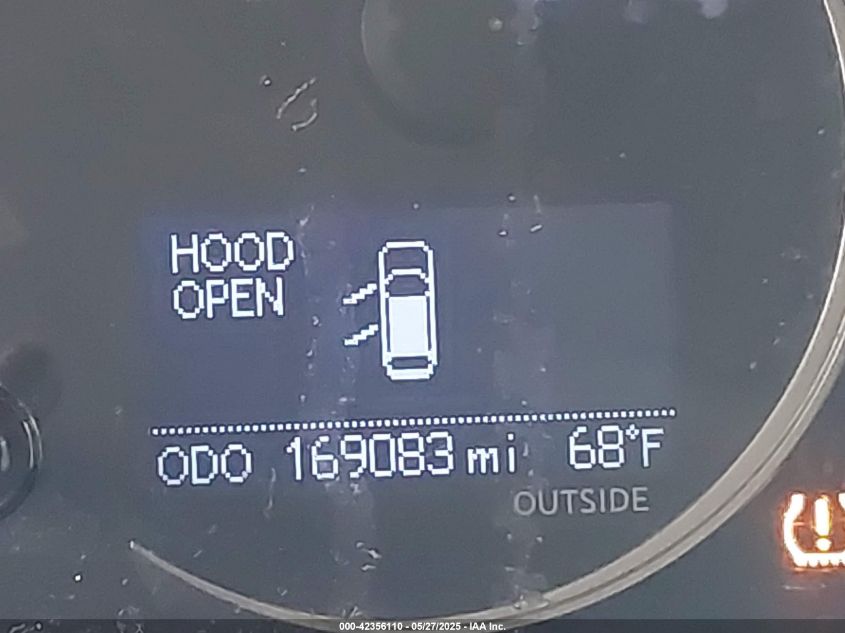 HOOD
OPEN
ODO 169083 mi 68°F
OUTSIDE
000-42356110 - 05/27/2025 - IAA Inc.